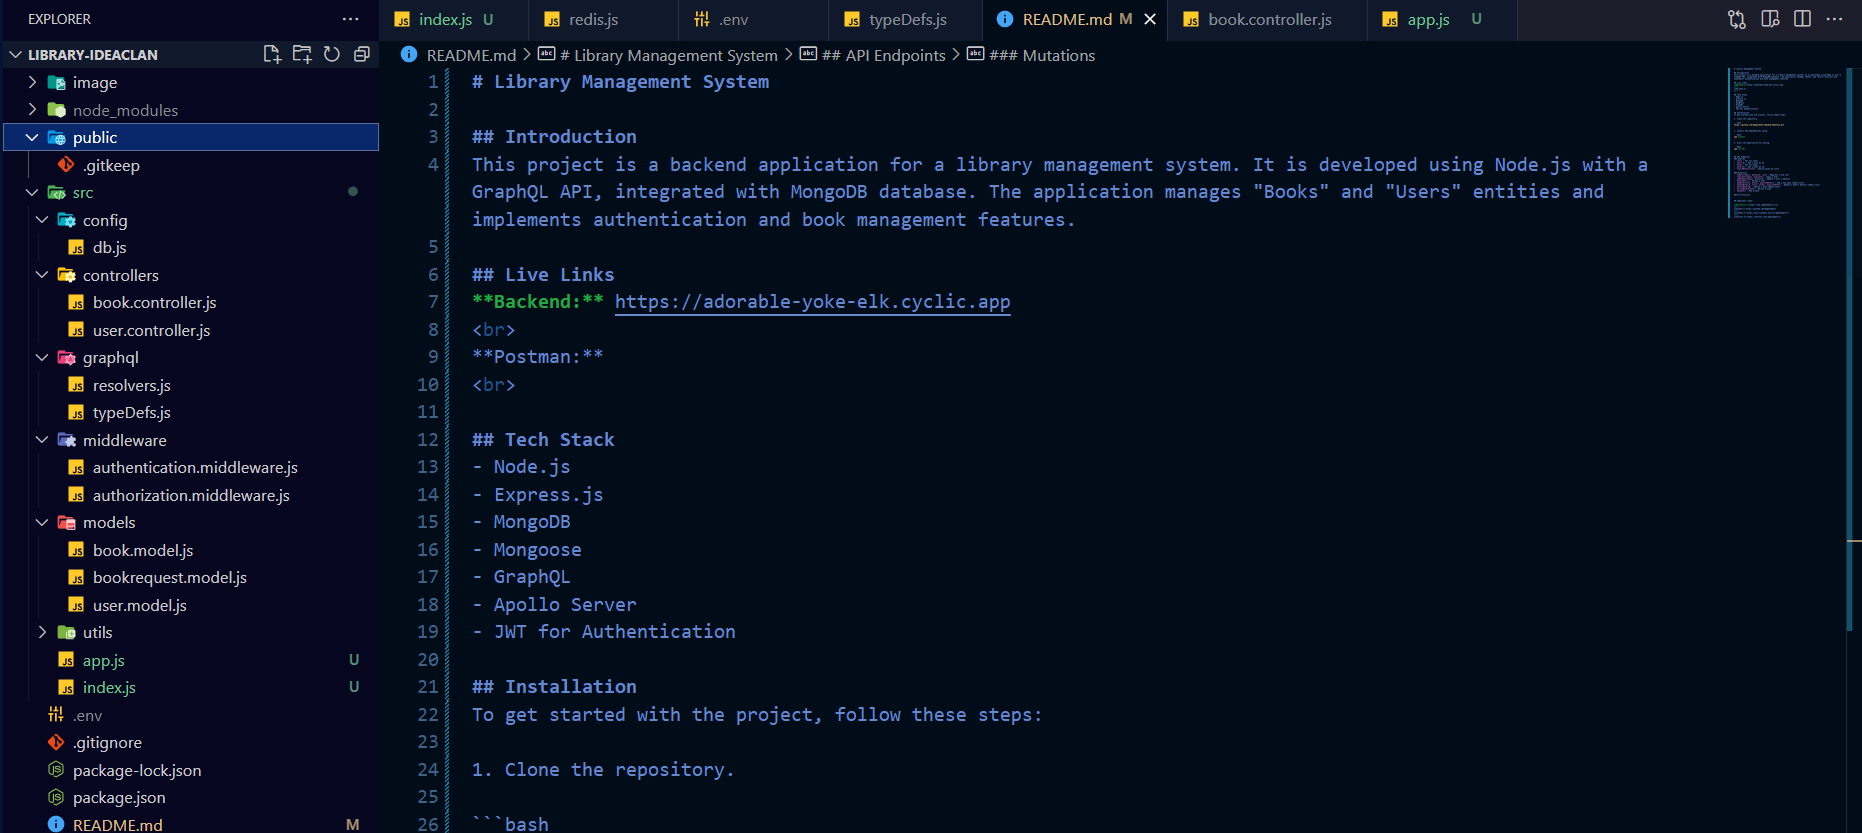 EXPLORER
index.js U
redis.js
.env
typeDefs.js
README.md M
book.controller.js
app.js U
LIBRARY-IDEACLAN
README.md > # Library Management System > ## API Endpoints > ### Mutations
image
node_modules
public
.gitkeep
src
config
db.js
controllers
book.controller.js
user.controller.js
graphql
resolvers.js
typeDefs.js
middleware
authentication.middleware.js
authorization.middleware.js
models
book.model.js
bookrequest.model.js
user.model.js
utils
app.js U
index.js U
.env
.gitignore
package-lock.json
package.json
README.md M
1 # Library Management System
2
3 ## Introduction
4 This project is a backend application for a library management system. It is developed using Node.js with a
GraphQL API, integrated with MongoDB database. The application manages "Books" and "Users" entities and
implements authentication and book management features.
5
6 ## Live Links
7 **Backend:** https://adorable-yoke-elk.cyclic.app
8 <br>
9 **Postman:**
10 <br>
11
12 ## Tech Stack
13 - Node.js
14 - Express.js
15 - MongoDB
16 - Mongoose
17 - GraphQL
18 - Apollo Server
19 - JWT for Authentication
20
21 ## Installation
22 To get started with the project, follow these steps:
23
24 1. Clone the repository.
25
26 ```bash